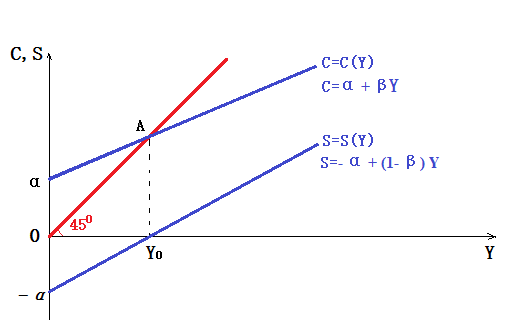 C, S
C=C(Y)
C=α + βY
A
S=S(Y)
S=-α +(1-β)Y
α
45⁰
0
Y₀
Y
-α